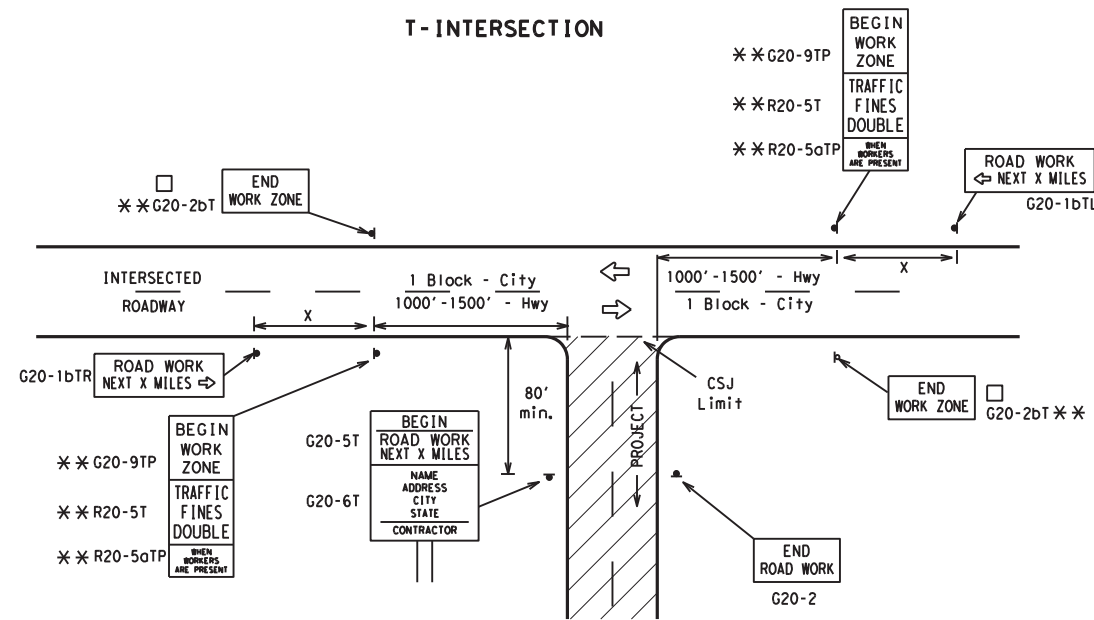 T-INTERSECTION
BEGIN
WORK
ZONE
TRAFFIC
FINES
DOUBLE
WHEN
WORKERS
ARE PRESENT
**G20-9TP
**R20-5T
**R20-5aTP
ROAD WORK
⇦ NEXT X MILES
G20-1bTL
END
WORK ZONE
□
**G20-2bT
INTERSECTED
ROADWAY
1 Block - City
1000'-1500' - Hwy
X
1000'-1500' - Hwy
1 Block - City
X
G20-1bTR
ROAD WORK
NEXT X MILES ⇨
80'
min.
PROJECT
CSJ
Limit
END
WORK ZONE
□
G20-2bT **
**G20-9TP
**R20-5T
**R20-5aTP
BEGIN
WORK
ZONE
TRAFFIC
FINES
DOUBLE
WHEN
WORKERS
ARE PRESENT
G20-5T
G20-6T
BEGIN
ROAD WORK
NEXT X MILES
NAME
ADDRESS
CITY
STATE
CONTRACTOR
END
ROAD WORK
G20-2